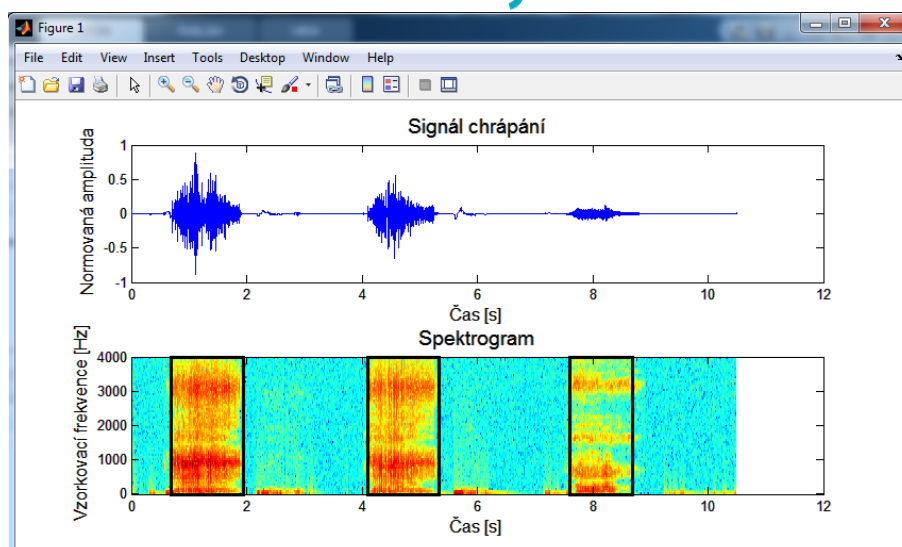 Figure 1
File Edit View Insert Tools Desktop Window Help
Signál chrápání
Normovaná amplituda
1
0.5
0
-0.5
-1
0 2 4 6 8 10 12
Čas [s]
Spektrogram
Vzorkovací frekvence [Hz]
4000
3000
2000
1000
0
0 2 4 6 8 10 12
Čas [s]